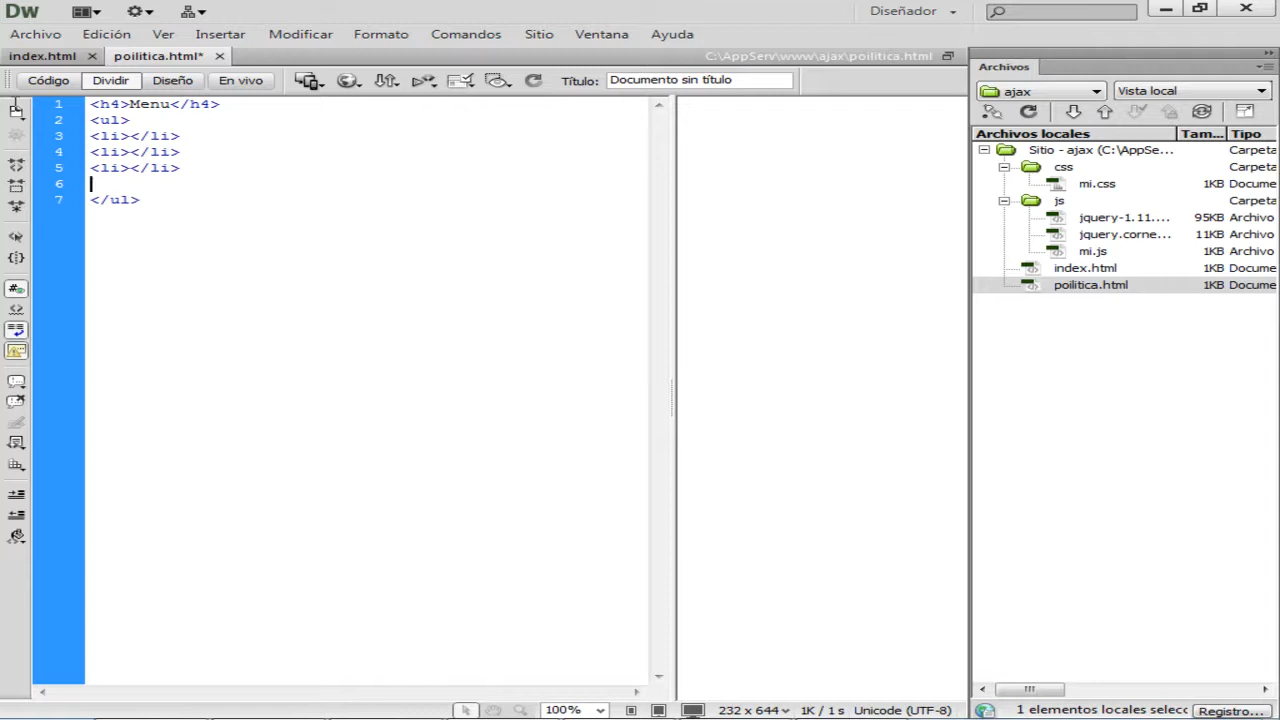 Dw
Diseñador
Archivo Edición Ver Insertar Modificar Formato Comandos Sitio Ventana Ayuda
index.html poilitica.html* C:\AppServ\www\ajax\poilitica.html
Código Dividir Diseño En vivo Título: Documento sin título
1 <h4>Menu</h4>
2 <ul>
3 <li></li>
4 <li></li>
5 <li></li>
6
7 </ul>
100% 232 x 644 1K / 1 s Unicode (UTF-8)
Archivos
ajax Vista local
Archivos locales Tam... Tipo
Sitio - ajax (C:\AppSe... Carpeta
css Carpeta
mi.css 1KB Docume
js Carpeta
jquery-1.11.... 95KB Archivo
jquery.corne... 11KB Archivo
mi.js 1KB Archivo
index.html 1KB Docume
poilitica.html 1KB Docume
1 elementos locales selecc Registro...